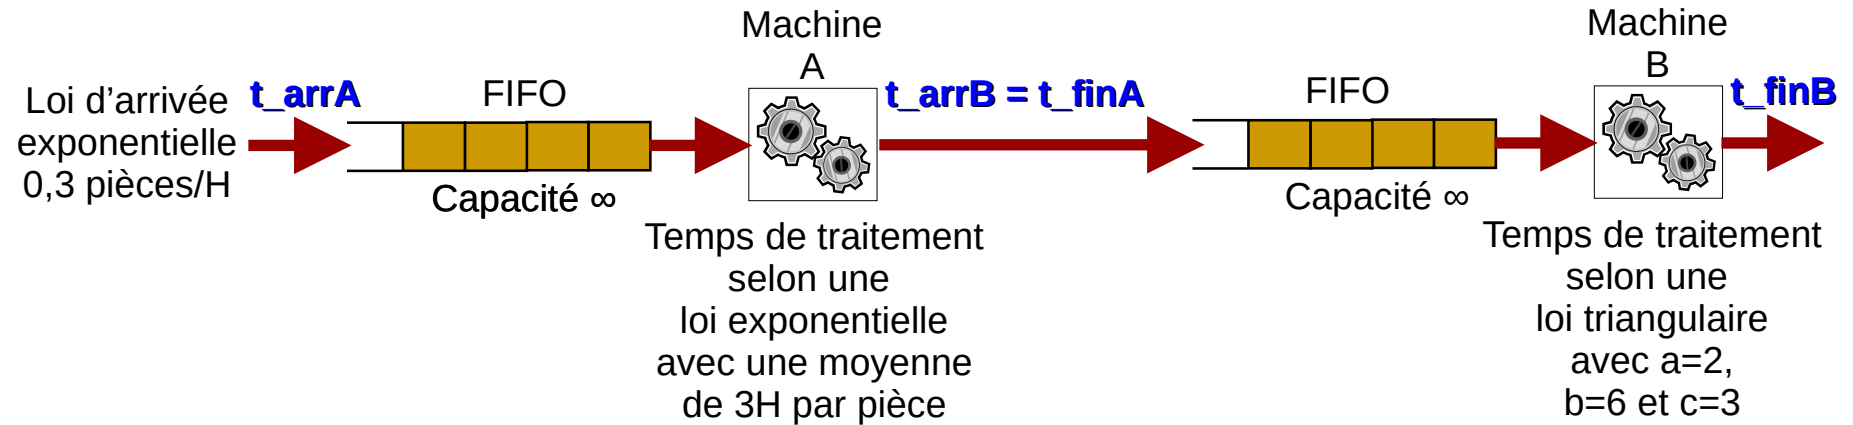 Loi d’arrivée
exponentielle
0,3 pièces/H
t_arrA
FIFO
Capacité ∞
Machine
A
Temps de traitement
selon une
loi exponentielle
avec une moyenne
de 3H par pièce
t_arrB = t_finA
FIFO
Capacité ∞
Machine
B
Temps de traitement
selon une
loi triangulaire
avec a=2,
b=6 et c=3
t_finB